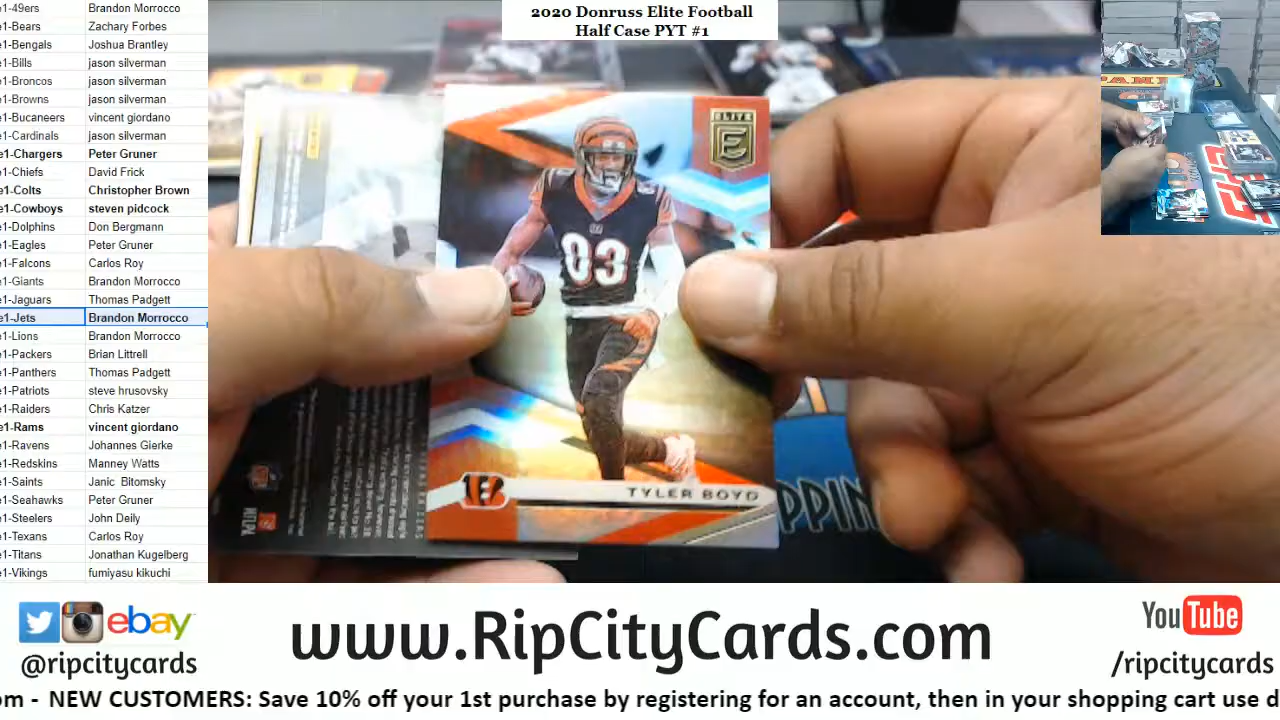 2020 Donruss Elite Football
Half Case PYT #1
e1-49ers Brandon Morrocco
e1-Bears Zachary Forbes
e1-Bengals Joshua Brantley
e1-Bills jason silverman
e1-Broncos jason silverman
e1-Browns jason silverman
e1-Bucaneers vincent giordano
e1-Cardinals jason silverman
e1-Chargers Peter Gruner
e1-Chiefs David Frick
e1-Colts Christopher Brown
e1-Cowboys steven pidcock
e1-Dolphins Don Bergmann
e1-Eagles Peter Gruner
e1-Falcons Carlos Roy
e1-Giants Brandon Morrocco
e1-Jaguars Thomas Padgett
e1-Jets Brandon Morrocco
e1-Lions Brandon Morrocco
e1-Packers Brian Littrell
e1-Panthers Thomas Padgett
e1-Patriots steve hrusovsky
e1-Raiders Chris Katzer
e1-Rams vincent giordano
e1-Ravens Johannes Gierke
e1-Redskins Manney Watts
e1-Saints Janic Bitomsky
e1-Seahawks Peter Gruner
e1-Steelers John Deily
e1-Texans Carlos Roy
e1-Titans Jonathan Kugelberg
e1-Vikings fumiyasu kikuchi
ELITE
E
83
TYLER BOYD
PPIN
ebay
@ripcitycards
www.RipCityCards.com
YouTube
/ripcitycards
om - NEW CUSTOMERS: Save 10% off your 1st purchase by registering for an account, then in your shopping cart use d